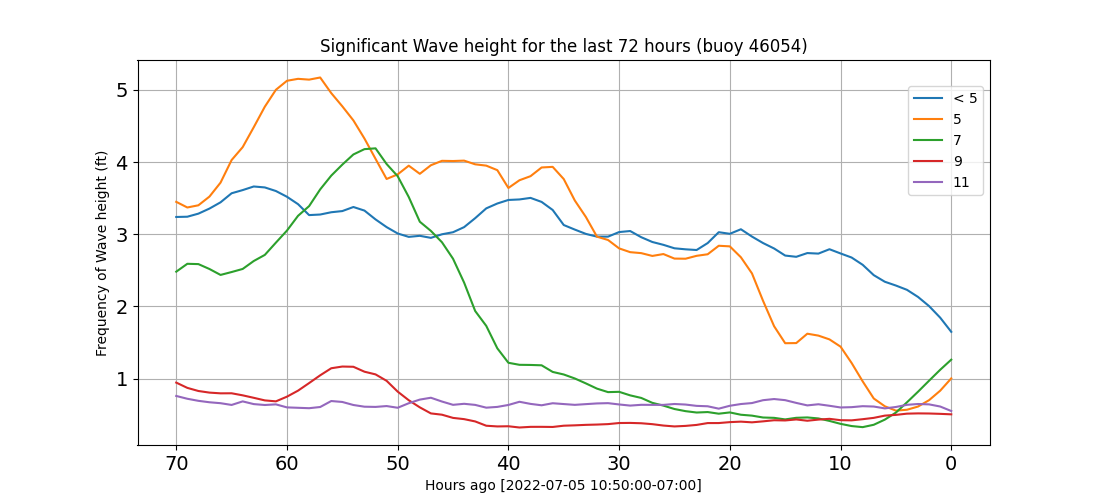 Significant Wave height for the last 72 hours (buoy 46054)
Frequency of Wave height (ft)
5
4
3
2
1
< 5
5
7
9
11
70 60 50 40 30 20 10 0
Hours ago [2022-07-05 10:50:00-07:00]